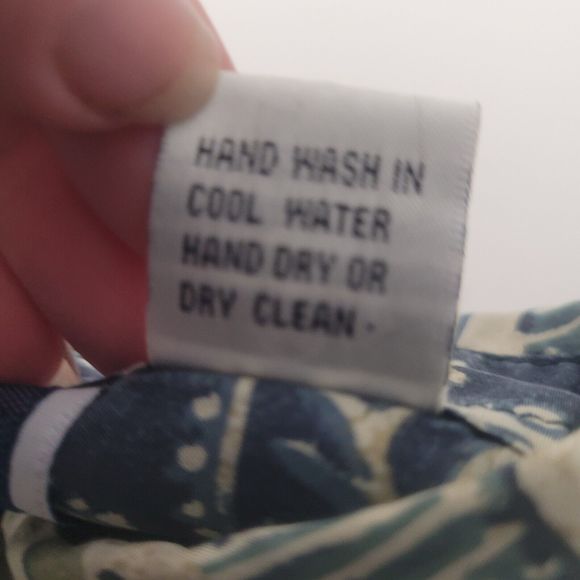 HAND WASH IN
COOL WATER
HAND DRY OR
DRY CLEAN.